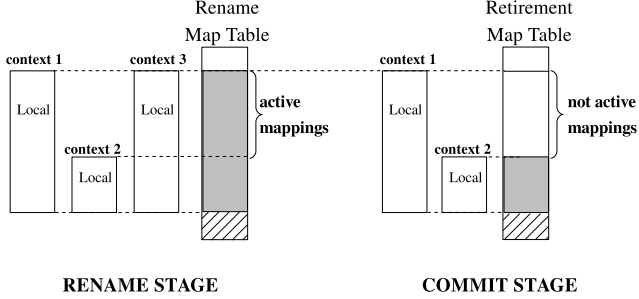 Rename
Map Table
Retirement
Map Table
context 1
context 3
context 1
Local
Local
active
mappings
Local
not active
mappings
context 2
Local
context 2
Local
RENAME STAGE
COMMIT STAGE